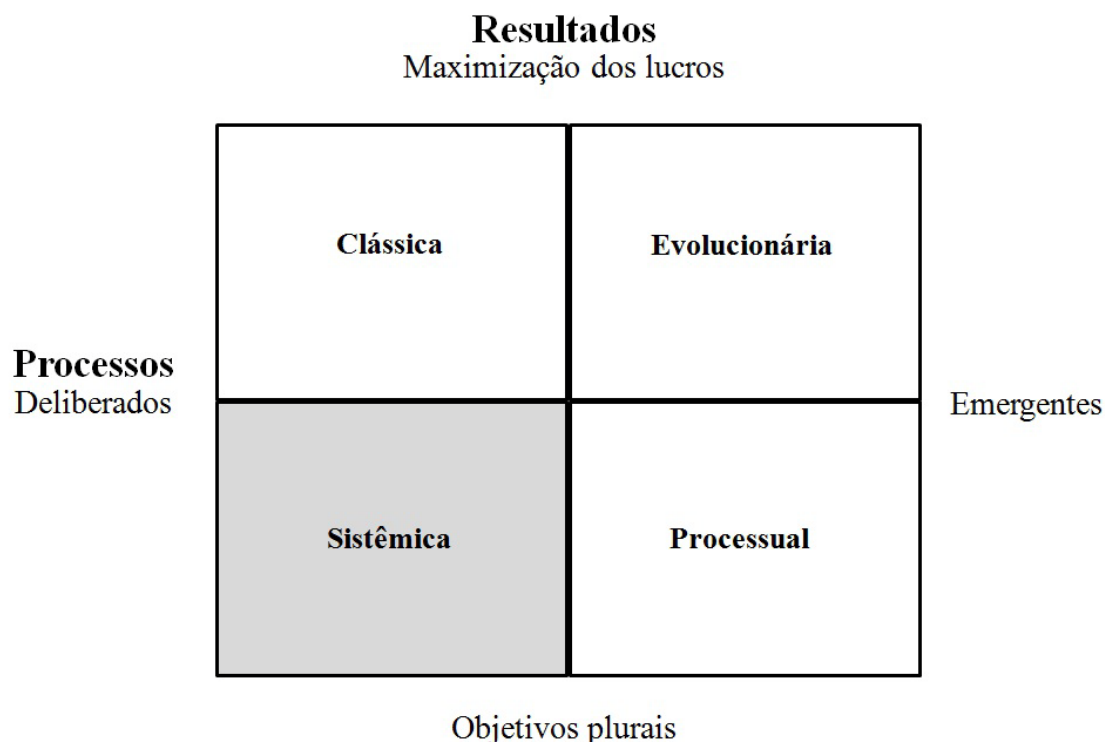 Resultados
Maximização dos lucros
Clássica
Evolucionária
Processos
Deliberados
Emergentes
Sistêmica
Processual
Objetivos plurais